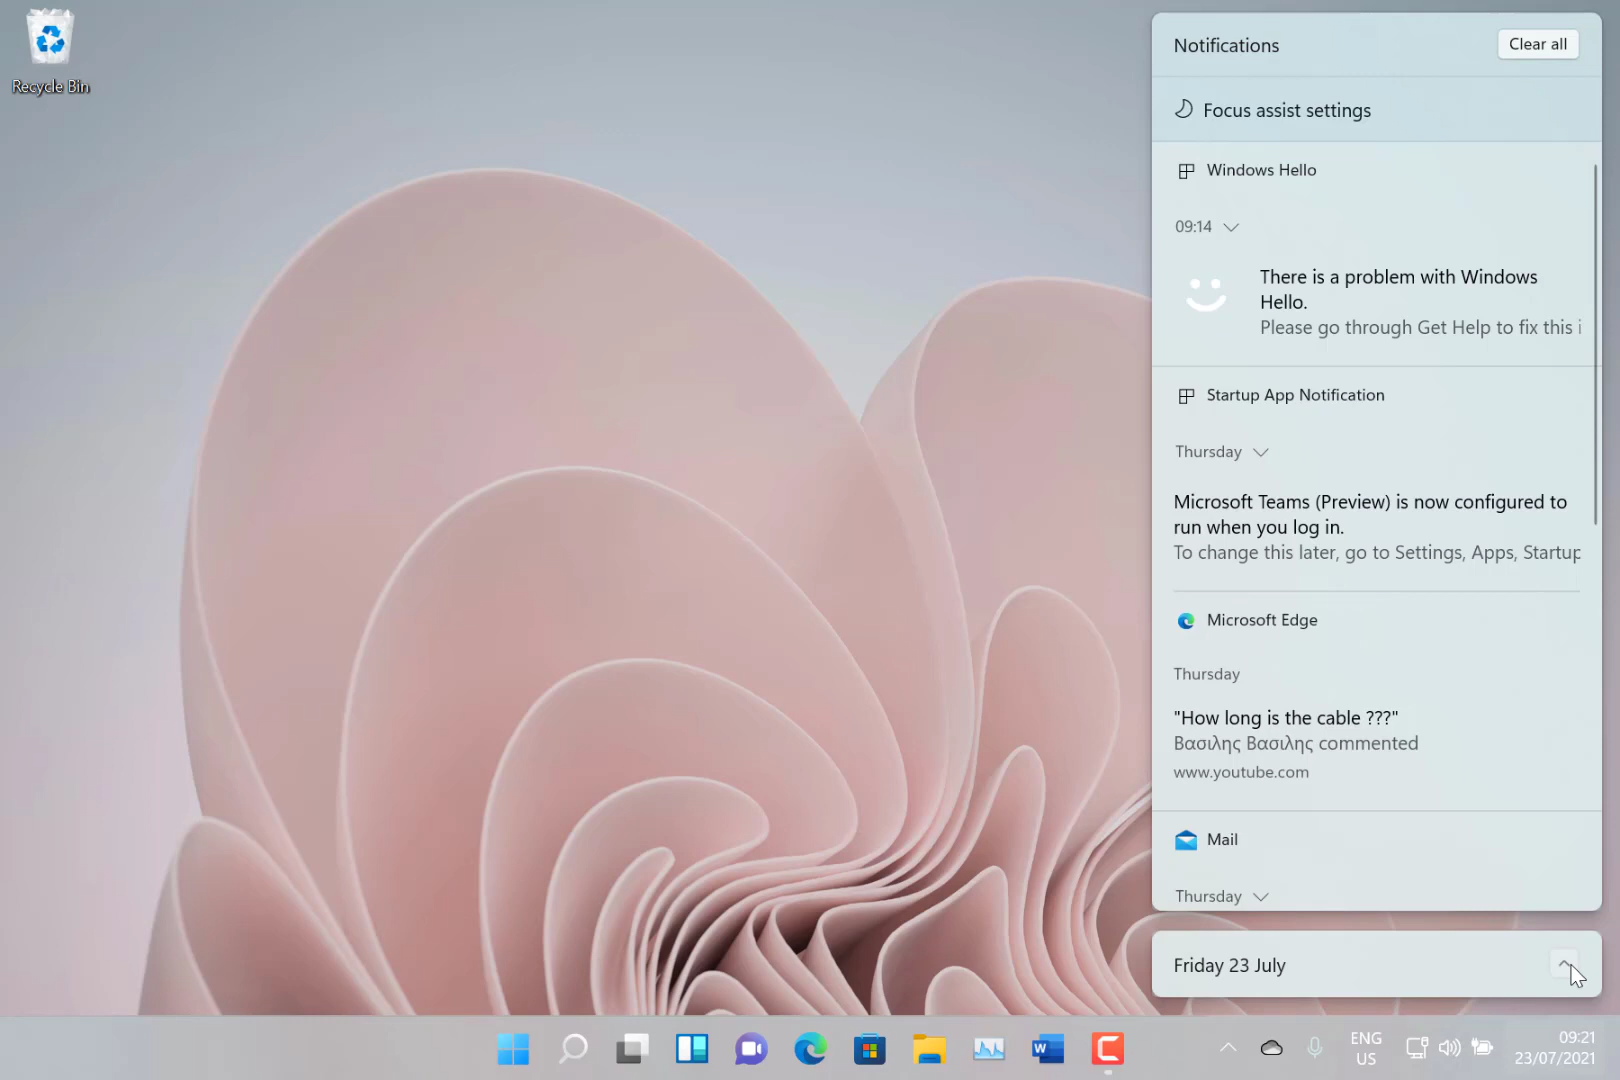 Recycle Bin
Notifications
Clear all
Focus assist settings
Windows Hello
09:14
There is a problem with Windows
Hello.
Please go through Get Help to fix this i
Startup App Notification
Thursday
Microsoft Teams (Preview) is now configured to
run when you log in.
To change this later, go to Settings, Apps, Startup
Microsoft Edge
Thursday
"How long is the cable ???"
Βασιλης Βασιλης commented
www.youtube.com
Mail
Thursday
Friday 23 July
ENG
US
09:21
23/07/2021